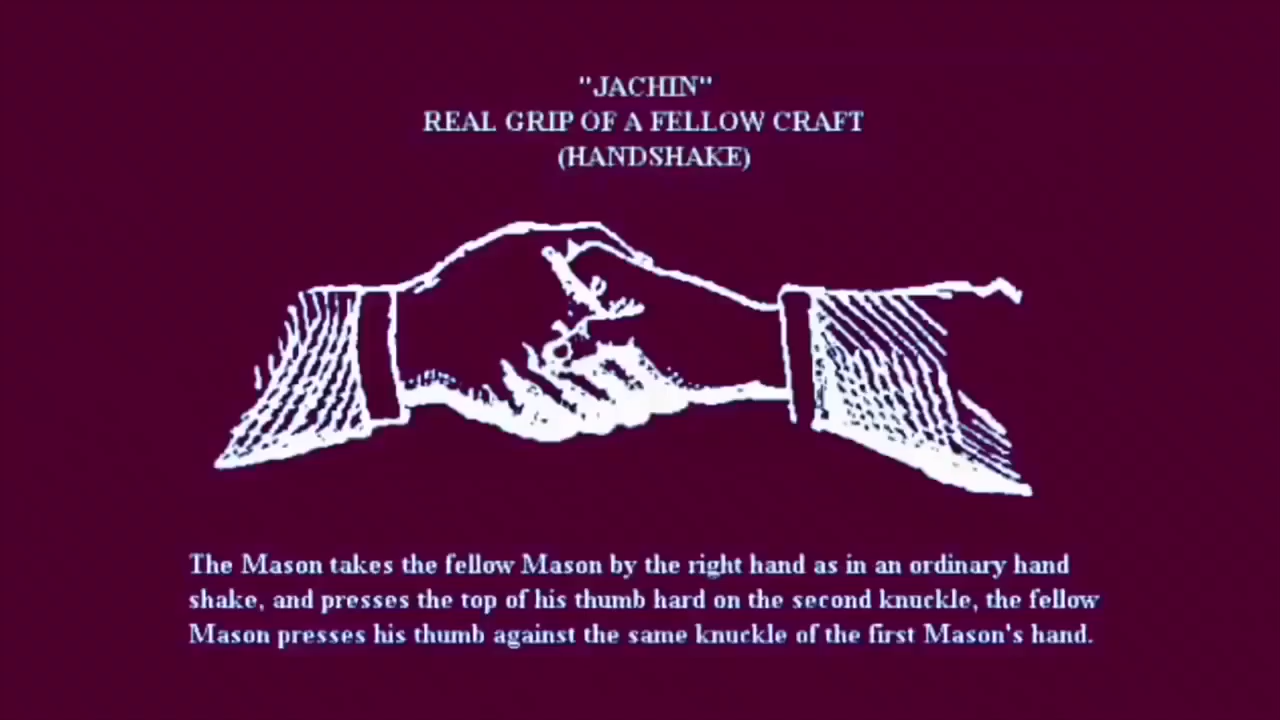 "JACHIN"
REAL GRIP OF A FELLOW CRAFT
(HANDSHAKE)
The Mason takes the fellow Mason by the right hand as in an ordinary hand
shake, and presses the top of his thumb hard on the second knuckle, the fellow
Mason presses his thumb against the same knuckle of the first Mason's hand.